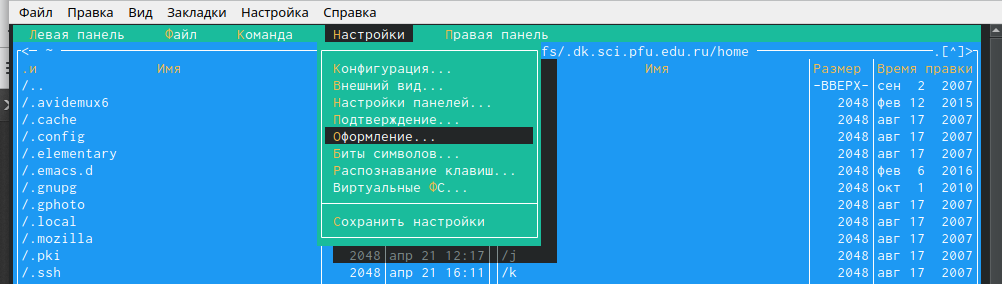 Файл Правка Вид Закладки Настройка Справка
Левая панель Файл Команда Настройки Правая панель
<— ~ fs/.dk.sci.pfu.edu.ru/home .[^]>
.и Имя Конфигурация... Имя Размер Время правки
/.. Внешний вид... -ВВЕРХ- сен 2 2007
/.avidemux6 Настройки панелей... 2048 фев 12 2015
/.cache Подтверждение... 2048 авг 17 2007
/.config Оформление... 2048 авг 17 2007
/.elementary Биты символов... 2048 авг 17 2007
/.emacs.d Распознавание клавиш... 2048 фев 6 2016
/.gnupg Виртуальные ФС... 2048 окт 1 2010
/.gphoto 2048 авг 17 2007
/.local Сохранить настройки 2048 авг 17 2007
/.mozilla 2048 авг 17 2007
/.pki 2048 апр 21 12:17 /j 2048 авг 17 2007
/.ssh 2048 апр 21 16:11 /k 2048 авг 17 2007